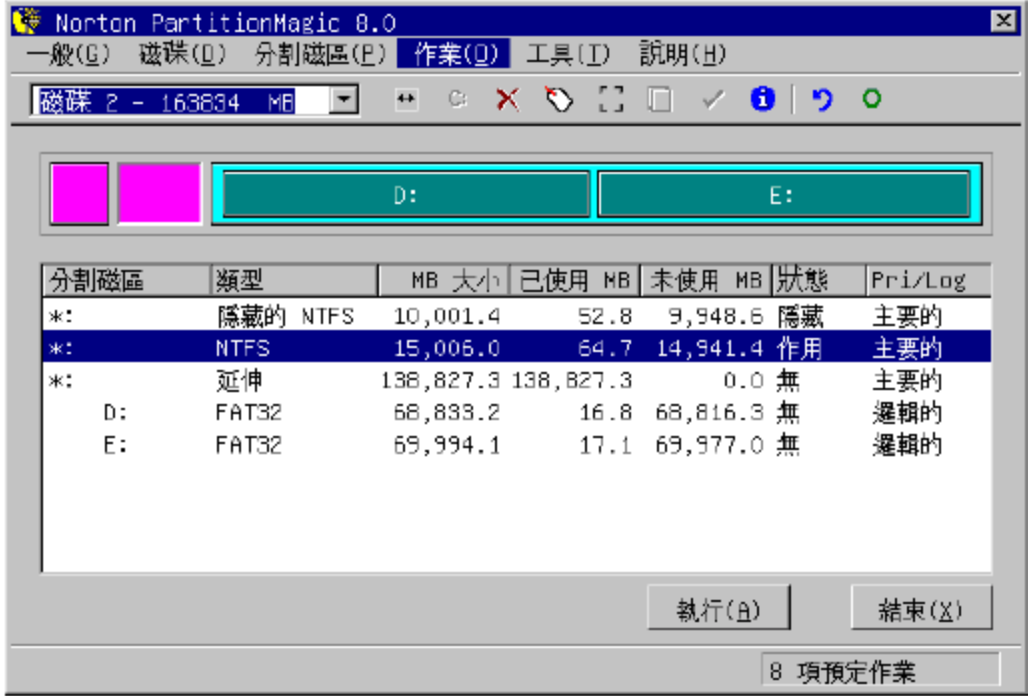 Norton PartitionMagic 8.0
一般(G) 磁碟(D) 分割磁區(P) 作業(O) 工具(T) 說明(H)
磁碟 2 - 163834 MB
D: E:
分割磁區 類型 MB 大小 已使用 MB 未使用 MB 狀態 Pri/Log
*: 隱藏的 NTFS 10,001.4 52.8 9,948.6 隱藏 主要的
*: NTFS 15,006.0 64.7 14,941.4 作用 主要的
*: 延伸 138,827.3 138,827.3 0.0 無 主要的
D: FAT32 68,833.2 16.8 68,816.3 無 邏輯的
E: FAT32 69,994.1 17.1 69,977.0 無 邏輯的
執行(A) 結束(X)
8 項預定作業